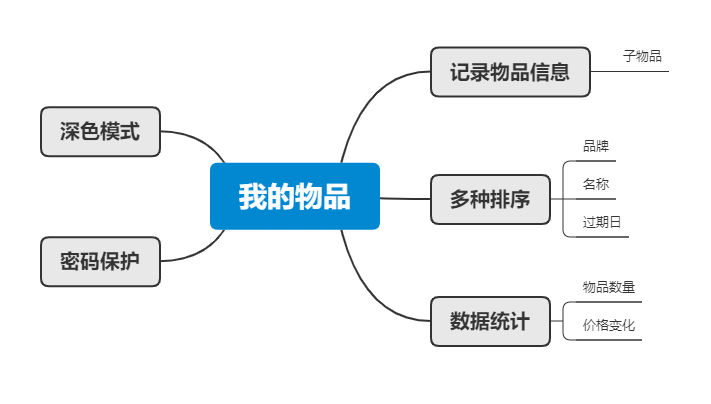 我的物品
记录物品信息
子物品
多种排序
品牌
名称
过期日
数据统计
物品数量
价格变化
深色模式
密码保护